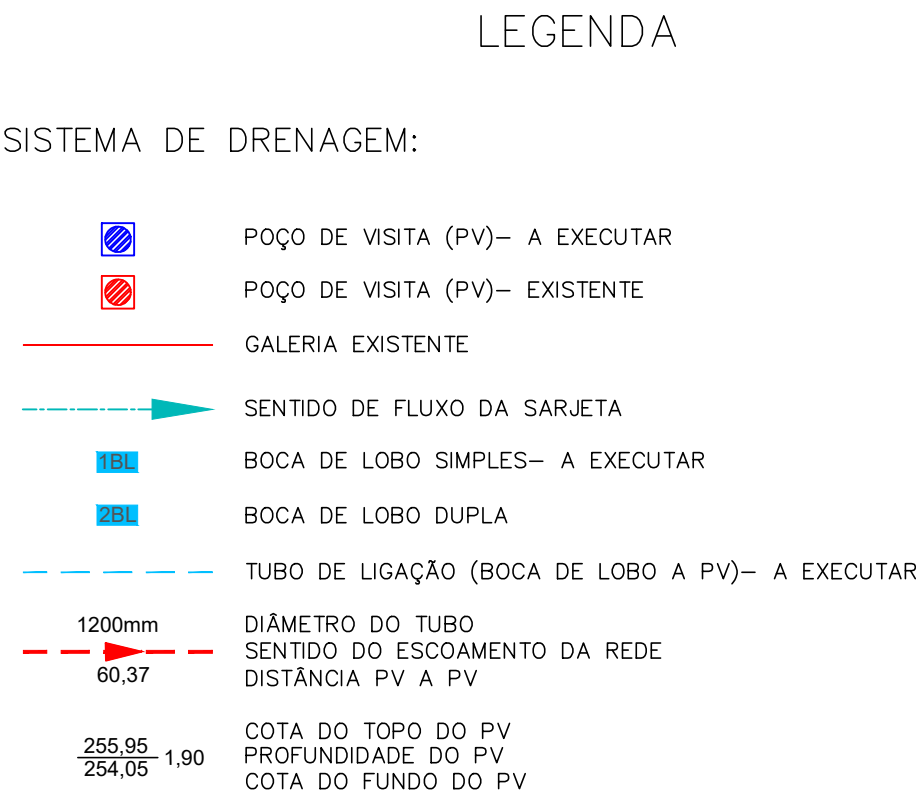 LEGENDA
SISTEMA DE DRENAGEM:
POÇO DE VISITA (PV)– A EXECUTAR
POÇO DE VISITA (PV)– EXISTENTE
GALERIA EXISTENTE
SENTIDO DE FLUXO DA SARJETA
1BL BOCA DE LOBO SIMPLES– A EXECUTAR
2BL BOCA DE LOBO DUPLA
TUBO DE LIGAÇÃO (BOCA DE LOBO A PV)– A EXECUTAR
1200mm DIÂMETRO DO TUBO
SENTIDO DO ESCOAMENTO DA REDE
60,37 DISTÂNCIA PV A PV
255,95 COTA DO TOPO DO PV
1,90 PROFUNDIDADE DO PV
254,05 COTA DO FUNDO DO PV